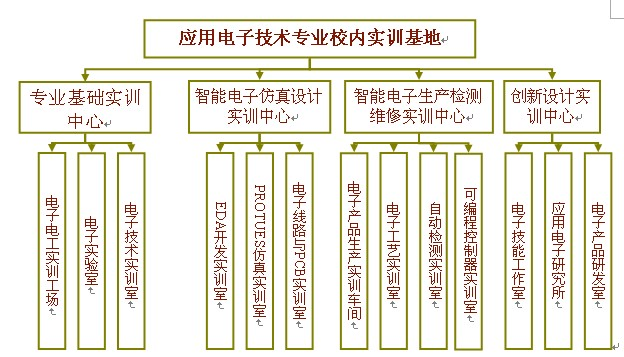 应用电子技术专业校内实训基地
专业基础实训
中心
智能电子仿真设计
实训中心
智能电子生产检测
维修实训中心
创新设计实
训中心
电子电工实训工场
电子实验室
电子技术实训室
EDA开发实训室
PROTUES仿真实训室
电子线路与PCB实训室
电子产品生产实训车间
电子工艺实训室
自动检测实训室
可编程控制器实训室
电子技能工作室
应用电子研究所
电子产品研发室